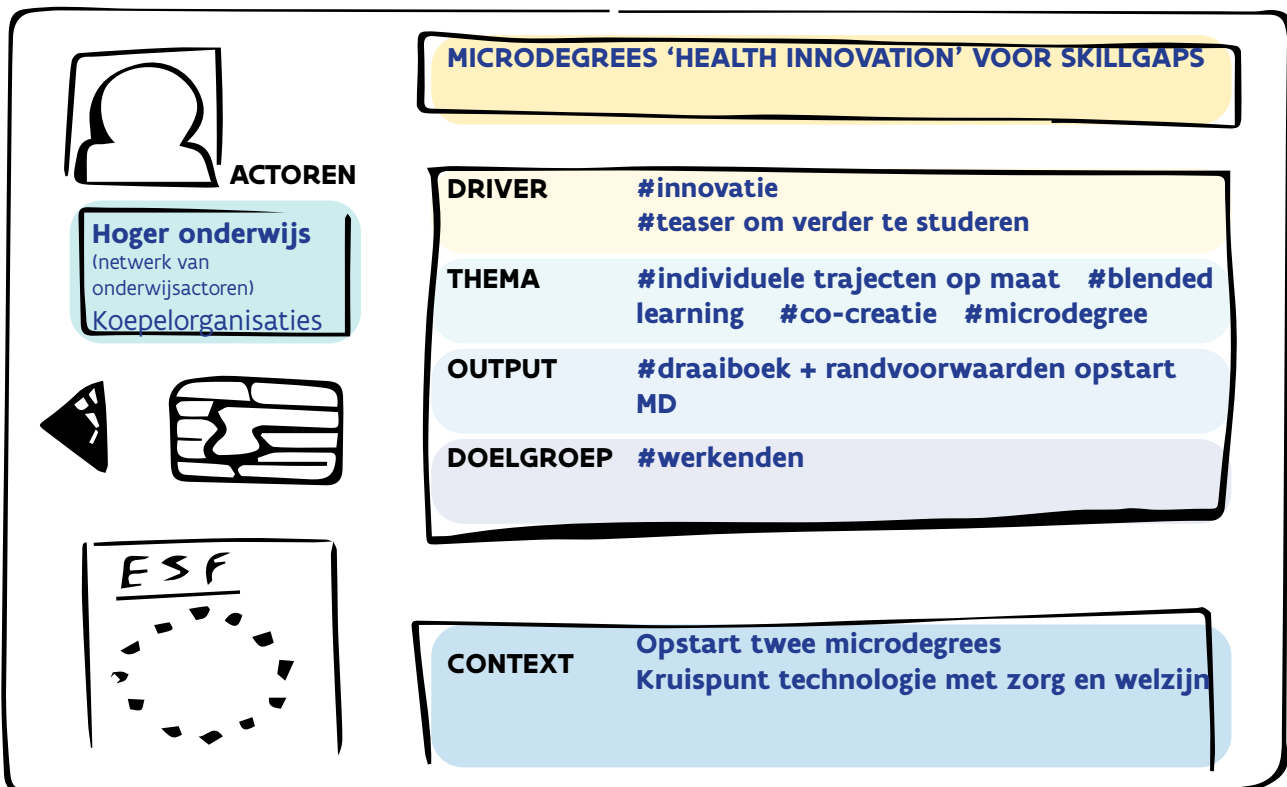 MICRODEGREES ‘HEALTH INNOVATION’ VOOR SKILLGAPS
ACTOREN
Hoger onderwijs
(netwerk van
onderwijsactoren)
Koepelorganisaties
DRIVER #innovatie
#teaser om verder te studeren
THEMA #individuele trajecten op maat #blended
learning #co-creatie #microdegree
OUTPUT #draaiboek + randvoorwaarden opstart
MD
DOELGROEP #werkenden
ESF
CONTEXT Opstart twee microdegrees
Kruispunt technologie met zorg en welzijn